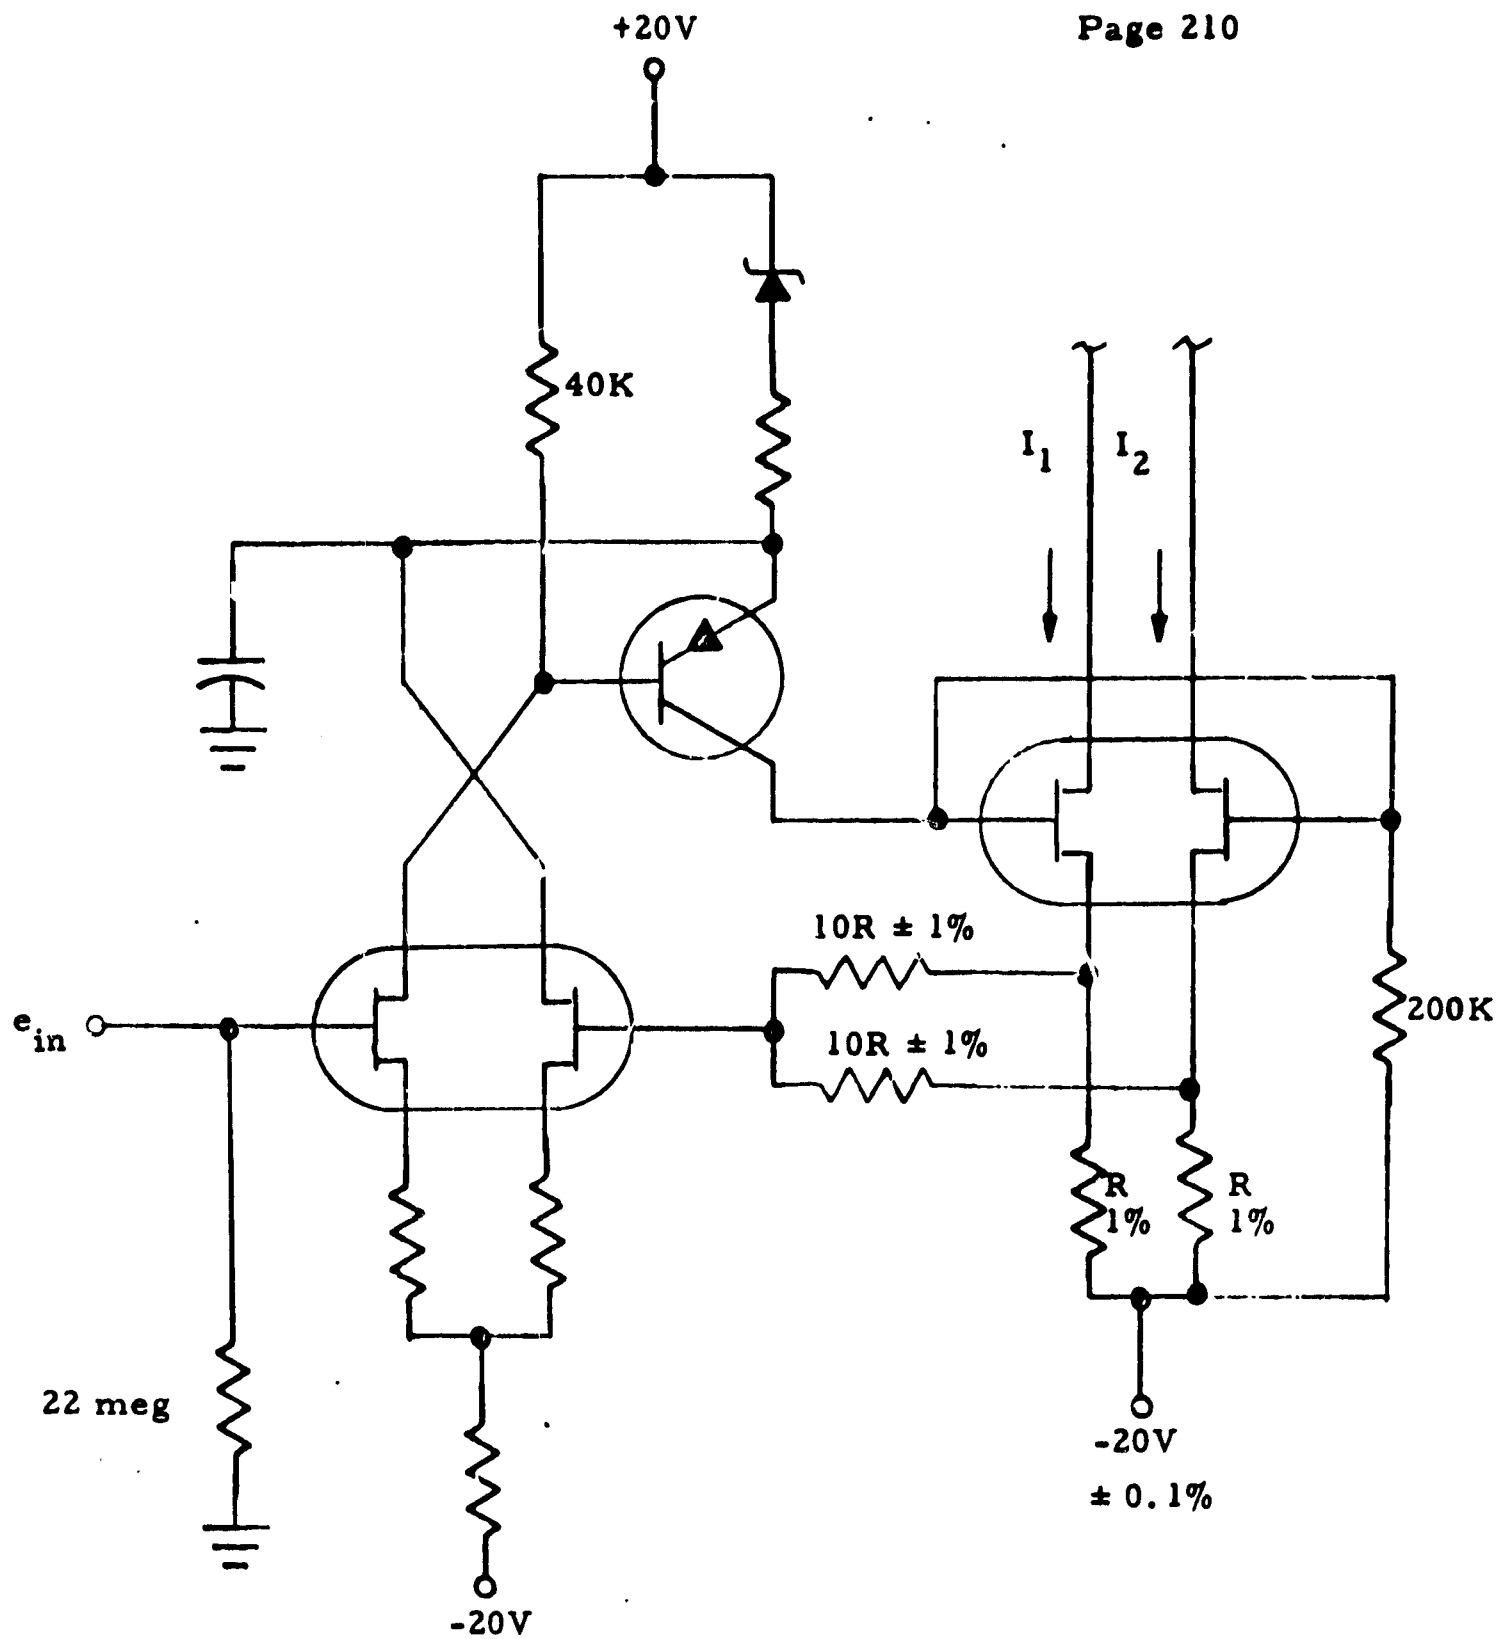 +20V
Page 210
40K
I1
I2
10R ± 1%
200K
ein
10R ± 1%
R
1%
R
1%
22 meg
-20V
± 0.1%
-20V